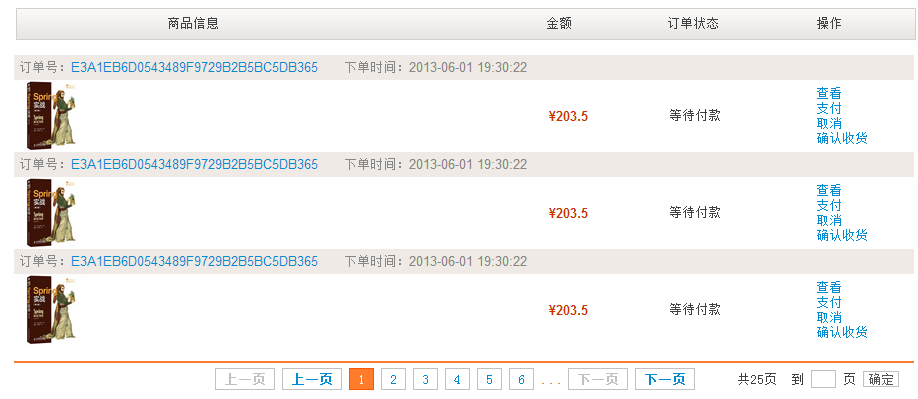 商品信息 金额 订单状态 操作
订单号：E3A1EB6D0543489F9729B2B5BC5DB365 下单时间：2013-06-01 19:30:22
Spring
实战
Spring
¥203.5 等待付款
查看
支付
取消
确认收货
订单号：E3A1EB6D0543489F9729B2B5BC5DB365 下单时间：2013-06-01 19:30:22
Spring
实战
Spring
¥203.5 等待付款
查看
支付
取消
确认收货
订单号：E3A1EB6D0543489F9729B2B5BC5DB365 下单时间：2013-06-01 19:30:22
Spring
实战
Spring
¥203.5 等待付款
查看
支付
取消
确认收货
上一页 上一页 1 2 3 4 5 6 ... 下一页 下一页 共25页 到 页 确定